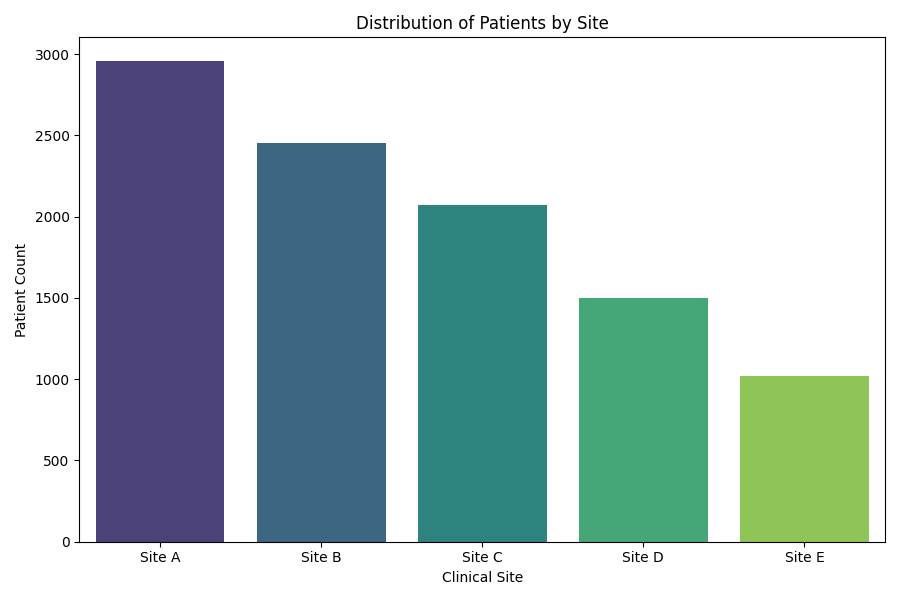 Distribution of Patients by Site
Patient Count
3000
2500
2000
1500
1000
500
0
Site A Site B Site C Site D Site E
Clinical Site